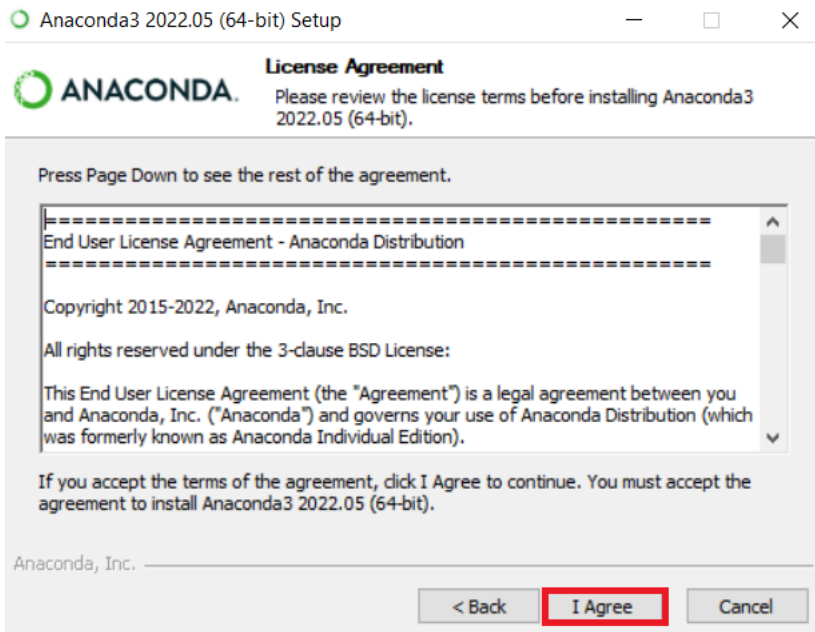 Anaconda3 2022.05 (64-bit) Setup
ANACONDA.
License Agreement
Please review the license terms before installing Anaconda3
2022.05 (64-bit).
Press Page Down to see the rest of the agreement.
==================================================
End User License Agreement - Anaconda Distribution
==================================================
Copyright 2015-2022, Anaconda, Inc.
All rights reserved under the 3-clause BSD License:
This End User License Agreement (the "Agreement") is a legal agreement between you
and Anaconda, Inc. ("Anaconda") and governs your use of Anaconda Distribution (which
was formerly known as Anaconda Individual Edition).
If you accept the terms of the agreement, click I Agree to continue. You must accept the
agreement to install Anaconda3 2022.05 (64-bit).
Anaconda, Inc.
< Back
I Agree
Cancel